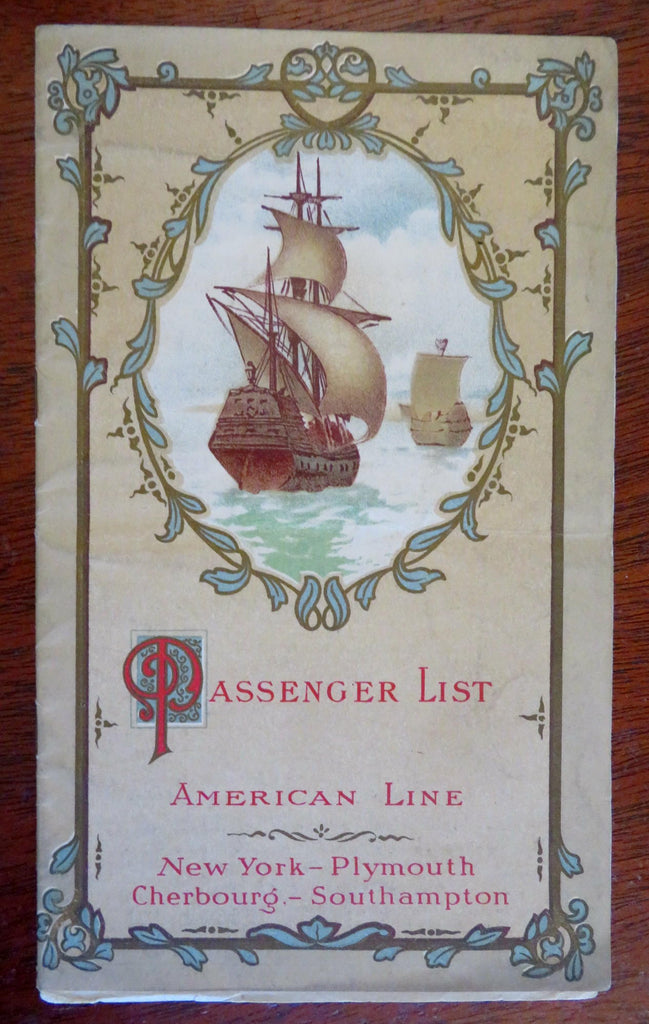 Passenger List
American Line
New York – Plymouth
Cherbourg. – Southampton